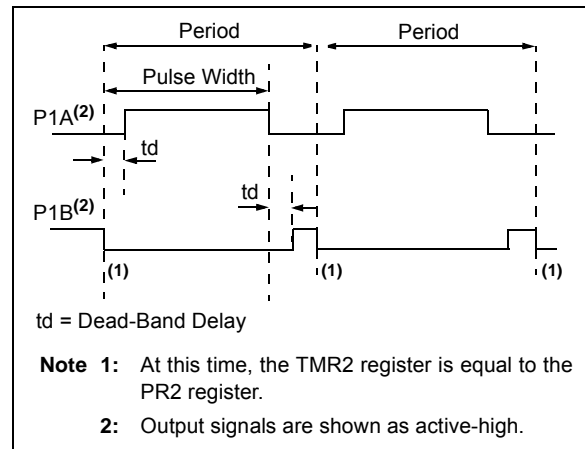 Period Period
Pulse Width
P1A(2)
td
td
P1B(2)
(1) (1) (1)
td = Dead-Band Delay
Note 1: At this time, the TMR2 register is equal to the
PR2 register.
2: Output signals are shown as active-high.